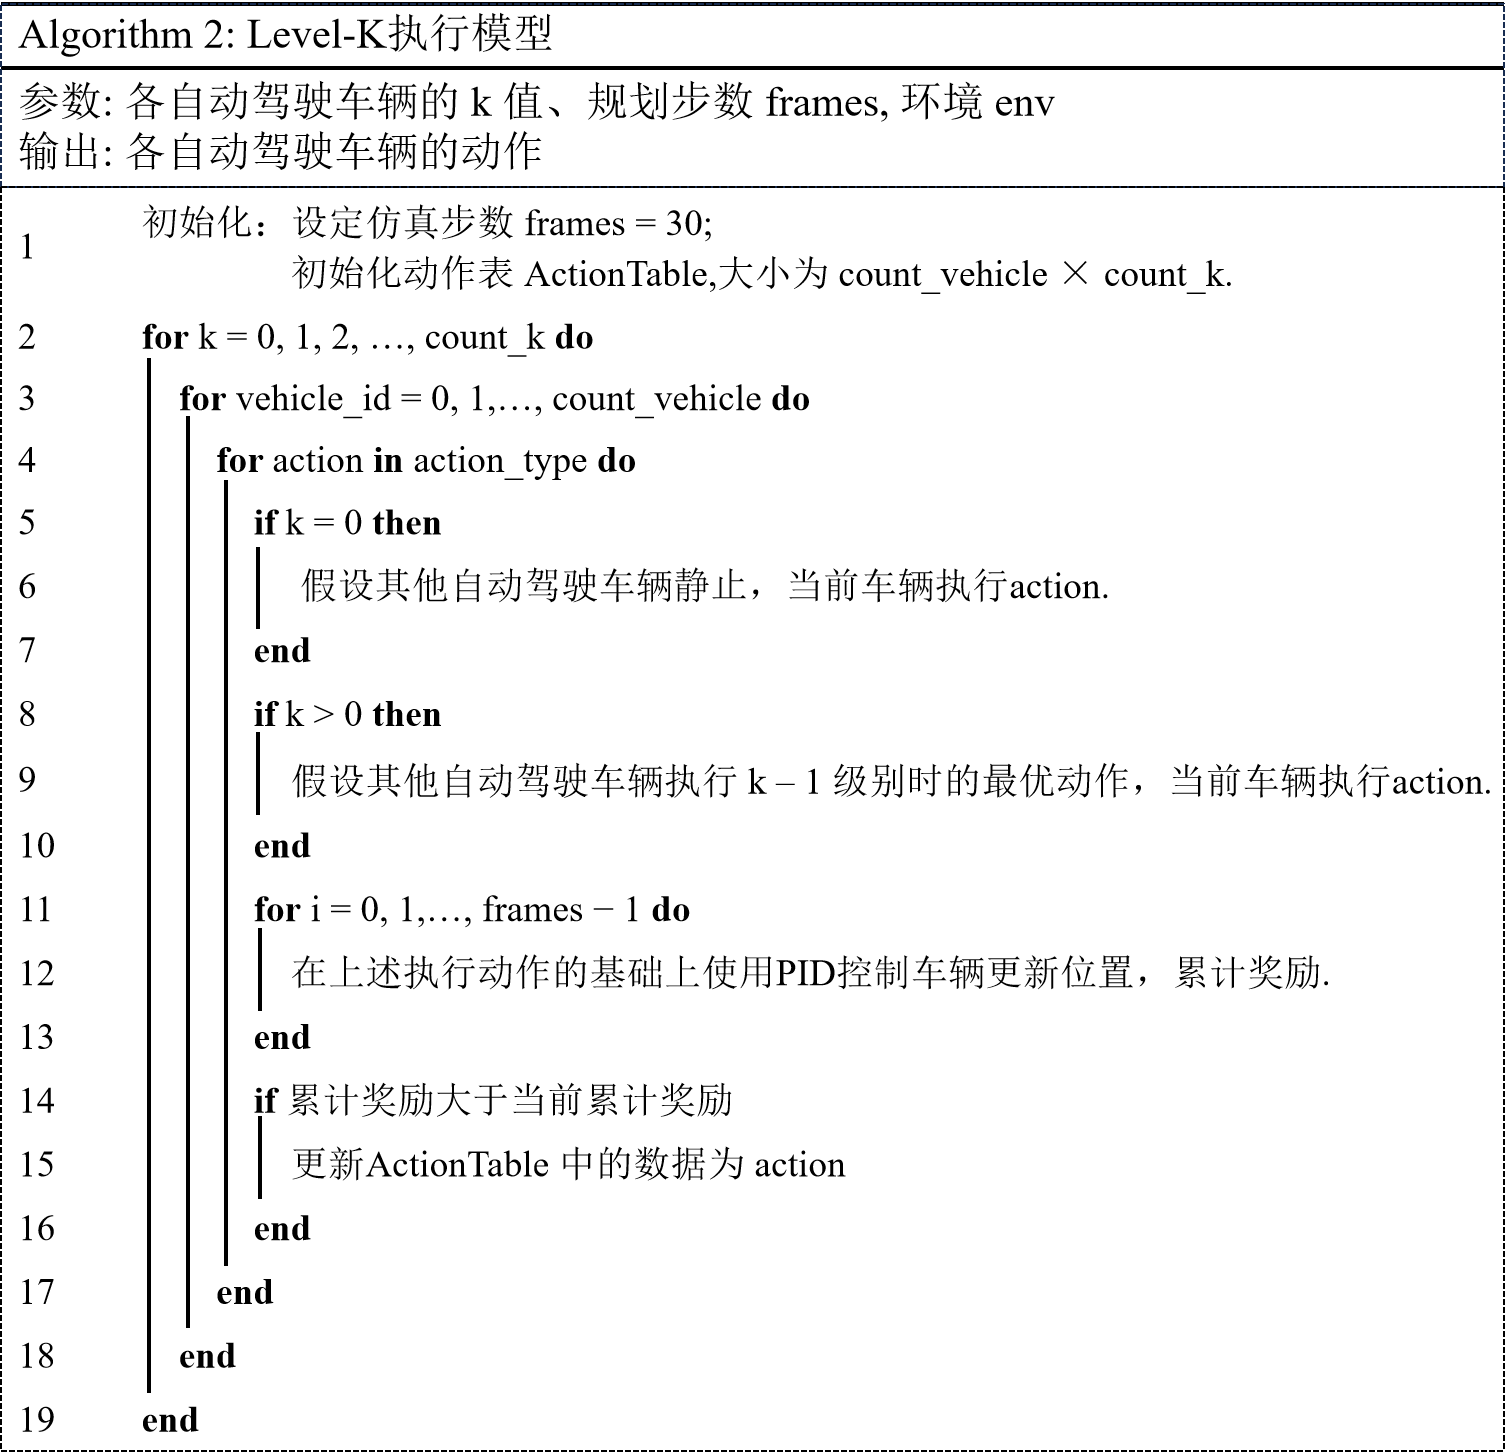 Algorithm 2: Level-K执行模型
参数: 各自动驾驶车辆的 k 值、规划步数 frames, 环境 env
输出: 各自动驾驶车辆的动作
1 初始化：设定仿真步数 frames = 30;
初始化动作表 ActionTable,大小为 count_vehicle × count_k.
2 for k = 0, 1, 2, …, count_k do
3 for vehicle_id = 0, 1,…, count_vehicle do
4 for action in action_type do
5 if k = 0 then
6 假设其他自动驾驶车辆静止，当前车辆执行action.
7 end
8 if k > 0 then
9 假设其他自动驾驶车辆执行 k – 1 级别时的最优动作，当前车辆执行action.
10 end
11 for i = 0, 1,…, frames − 1 do
12 在上述执行动作的基础上使用PID控制车辆更新位置，累计奖励.
13 end
14 if 累计奖励大于当前累计奖励
15 更新ActionTable 中的数据为 action
16 end
17 end
18 end
19 end